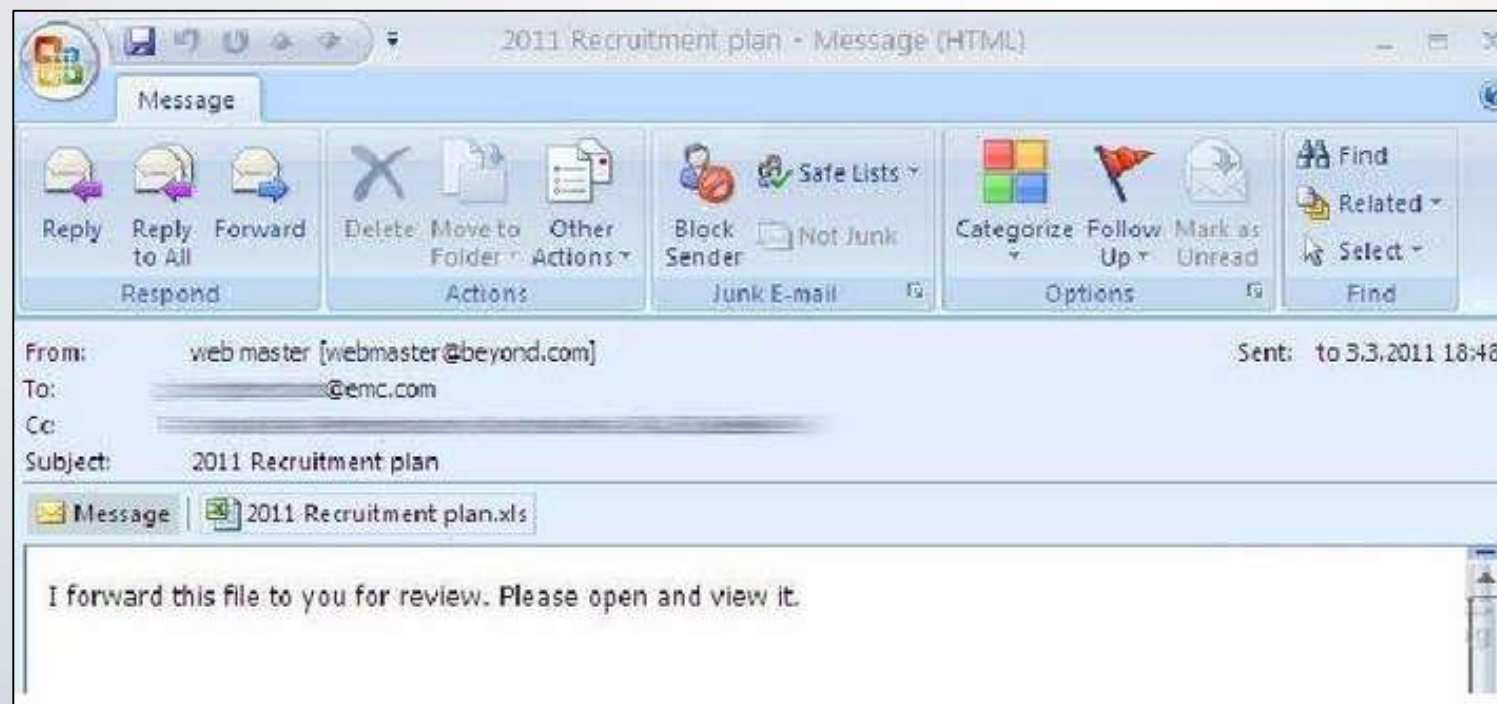 2011 Recruitment plan - Message (HTML)
Message
Reply
Reply to All
Forward
Respond
Delete
Move to Folder
Other Actions
Actions
Block Sender
Safe Lists
Not Junk
Junk E-mail
Categorize
Follow Up
Mark as Unread
Options
Find
Related
Select
Find
From: web master [webmaster@beyond.com] Sent: to 3.3.2011 18:48
To: @emc.com
Cc
Subject: 2011 Recruitment plan
Message 2011 Recruitment plan.xls
I forward this file to you for review. Please open and view it.